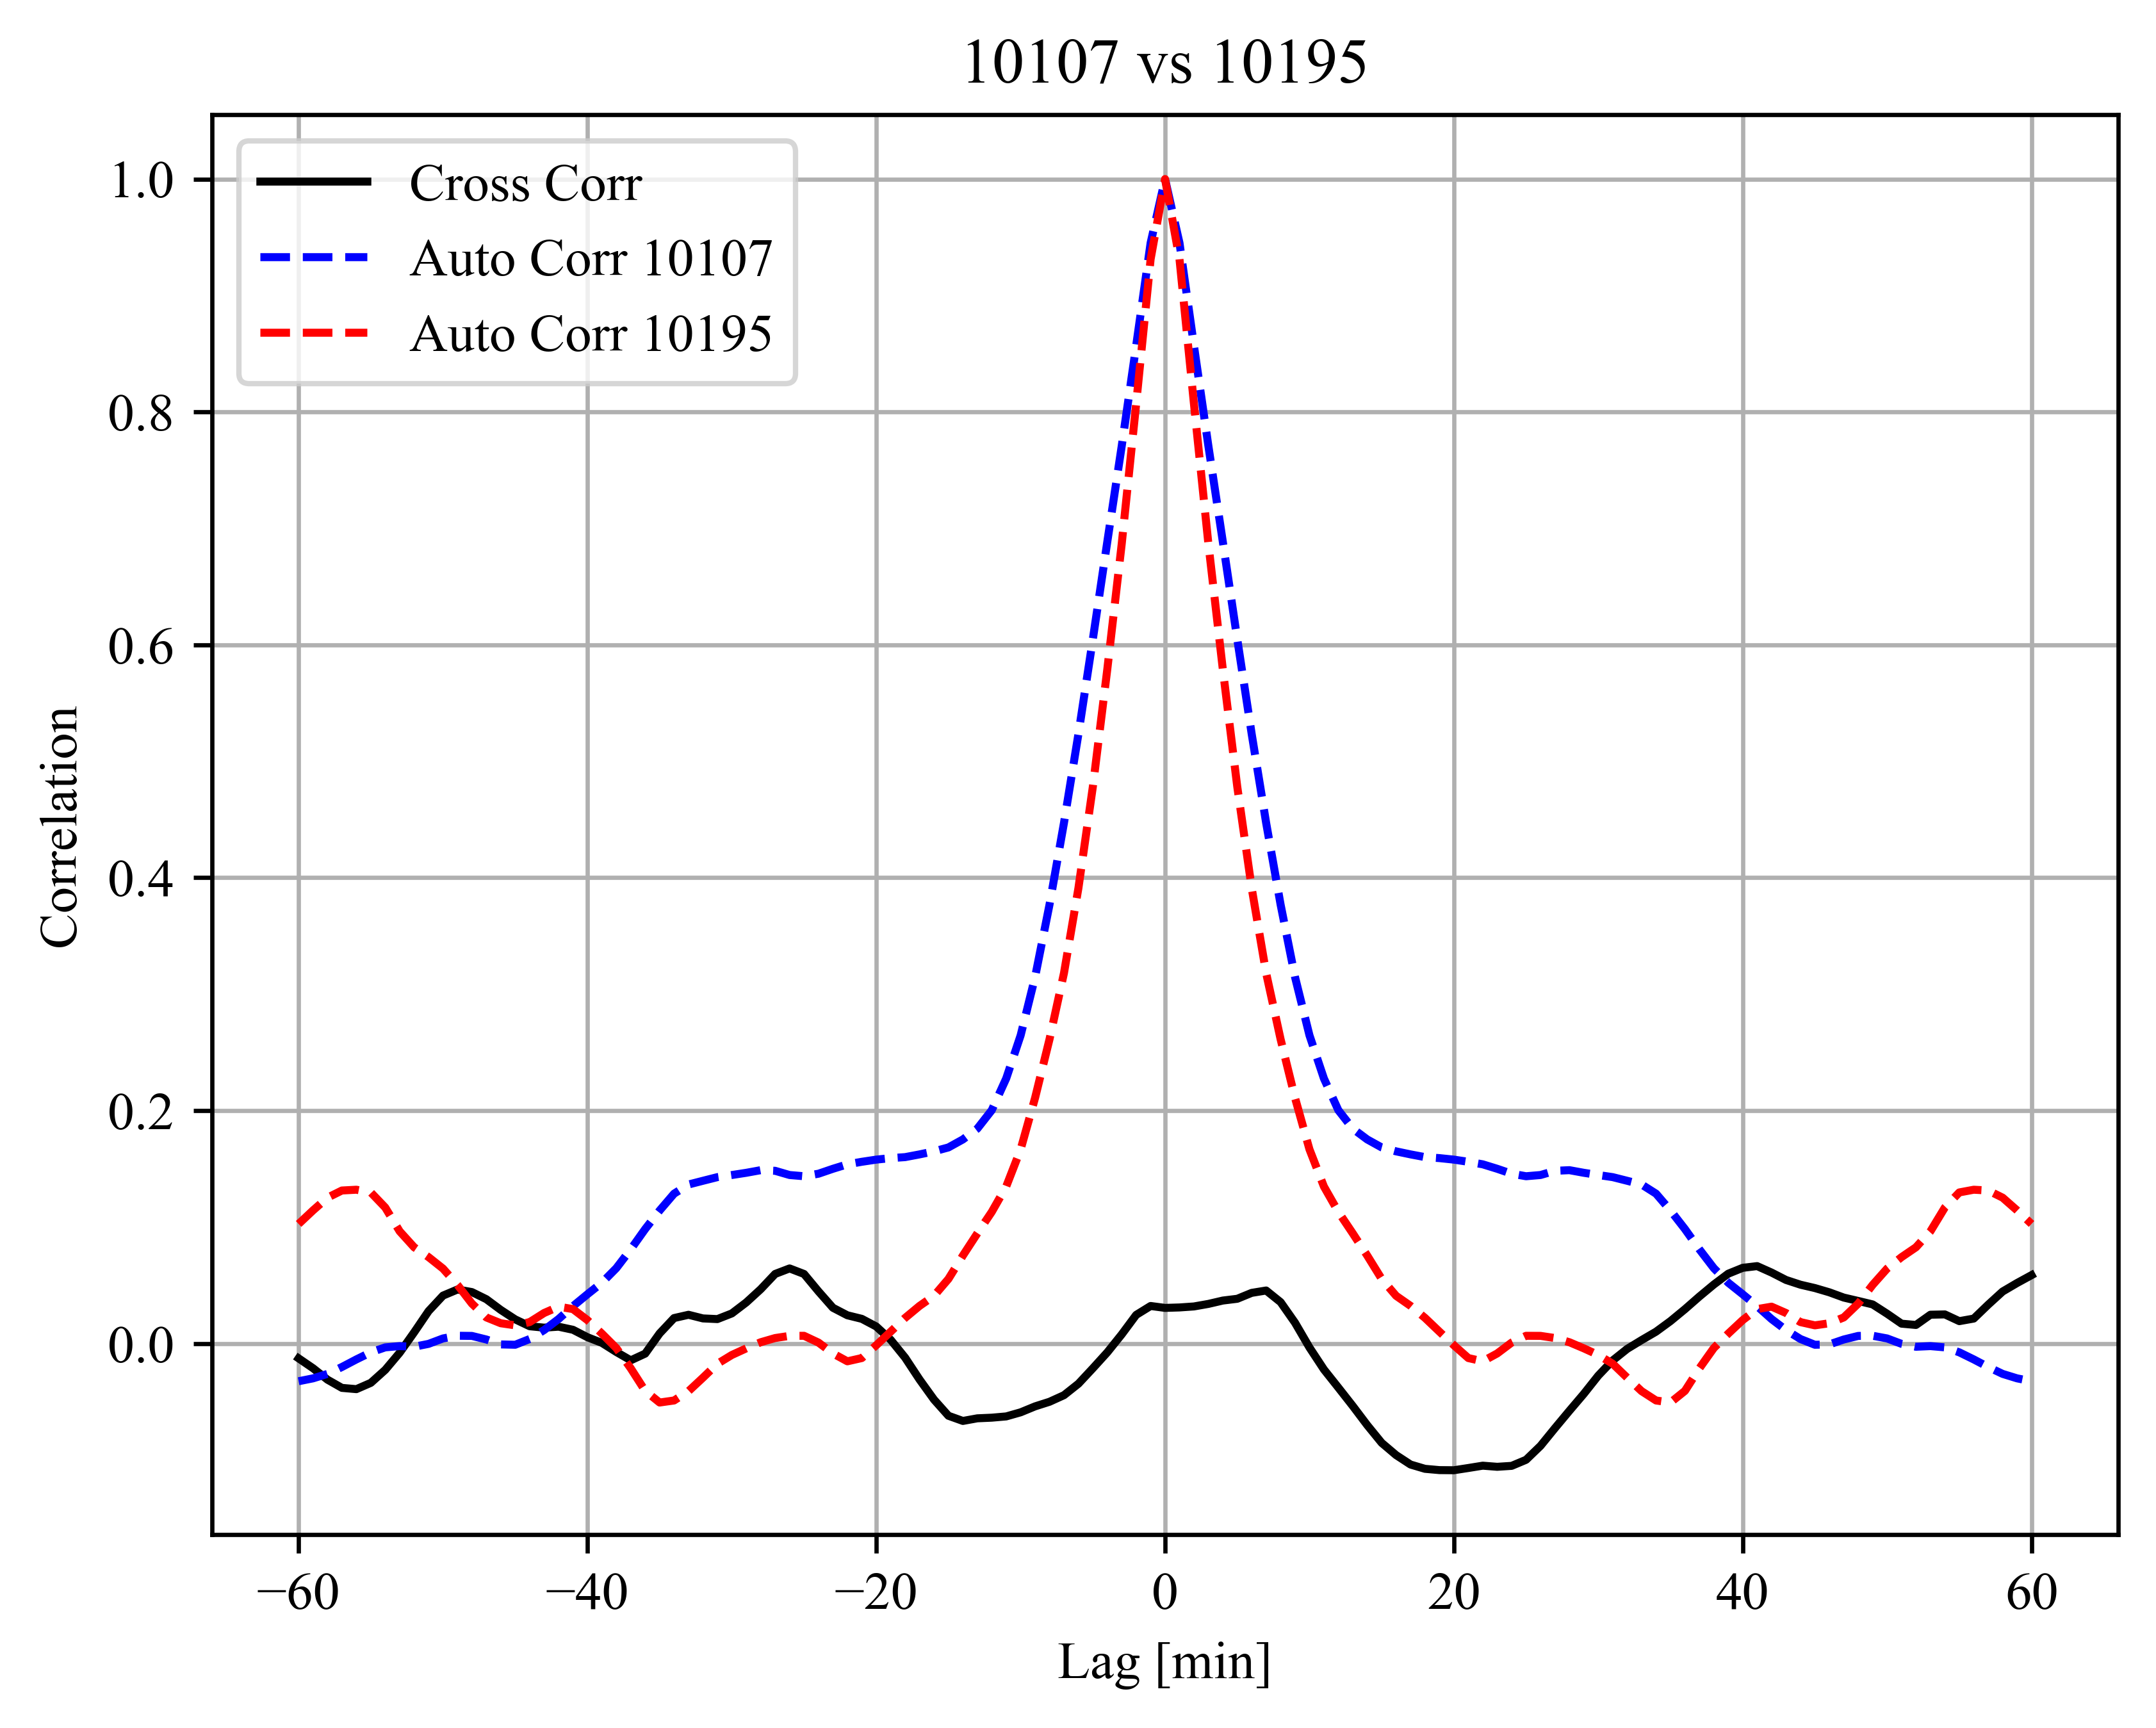 10107 vs 10195
Cross Corr
Auto Corr 10107
Auto Corr 10195
1.0
0.8
0.6
0.4
0.2
0.0
Correlation
−60 −40 −20 0 20 40 60
Lag [min]